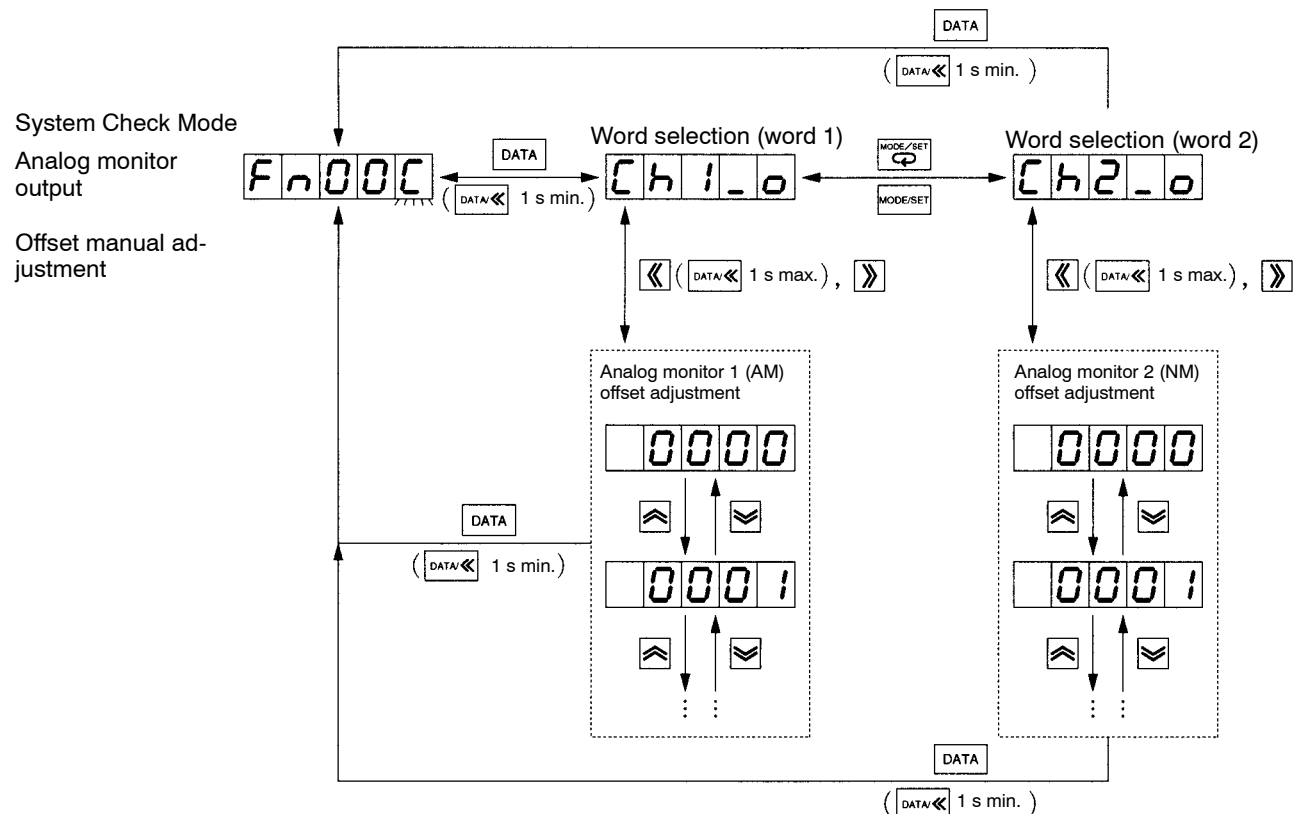 DATA
( DATA/≪ 1 s min. )
System Check Mode
Analog monitor
output
Offset manual ad-
justment
Fn00C
DATA
( DATA/≪ 1 s min.)
Word selection (word 1)
Ch1_o
MODE/SET
MODE/SET
Word selection (word 2)
Ch2_o
≪ ( DATA/≪ 1 s max.) , ≫
≪ ( DATA/≪ 1 s max.) , ≫
Analog monitor 1 (AM)
offset adjustment
0000
0001
Analog monitor 2 (NM)
offset adjustment
0000
0001
DATA
( DATA/≪ 1 s min.)
DATA
( DATA/≪ 1 s min. )